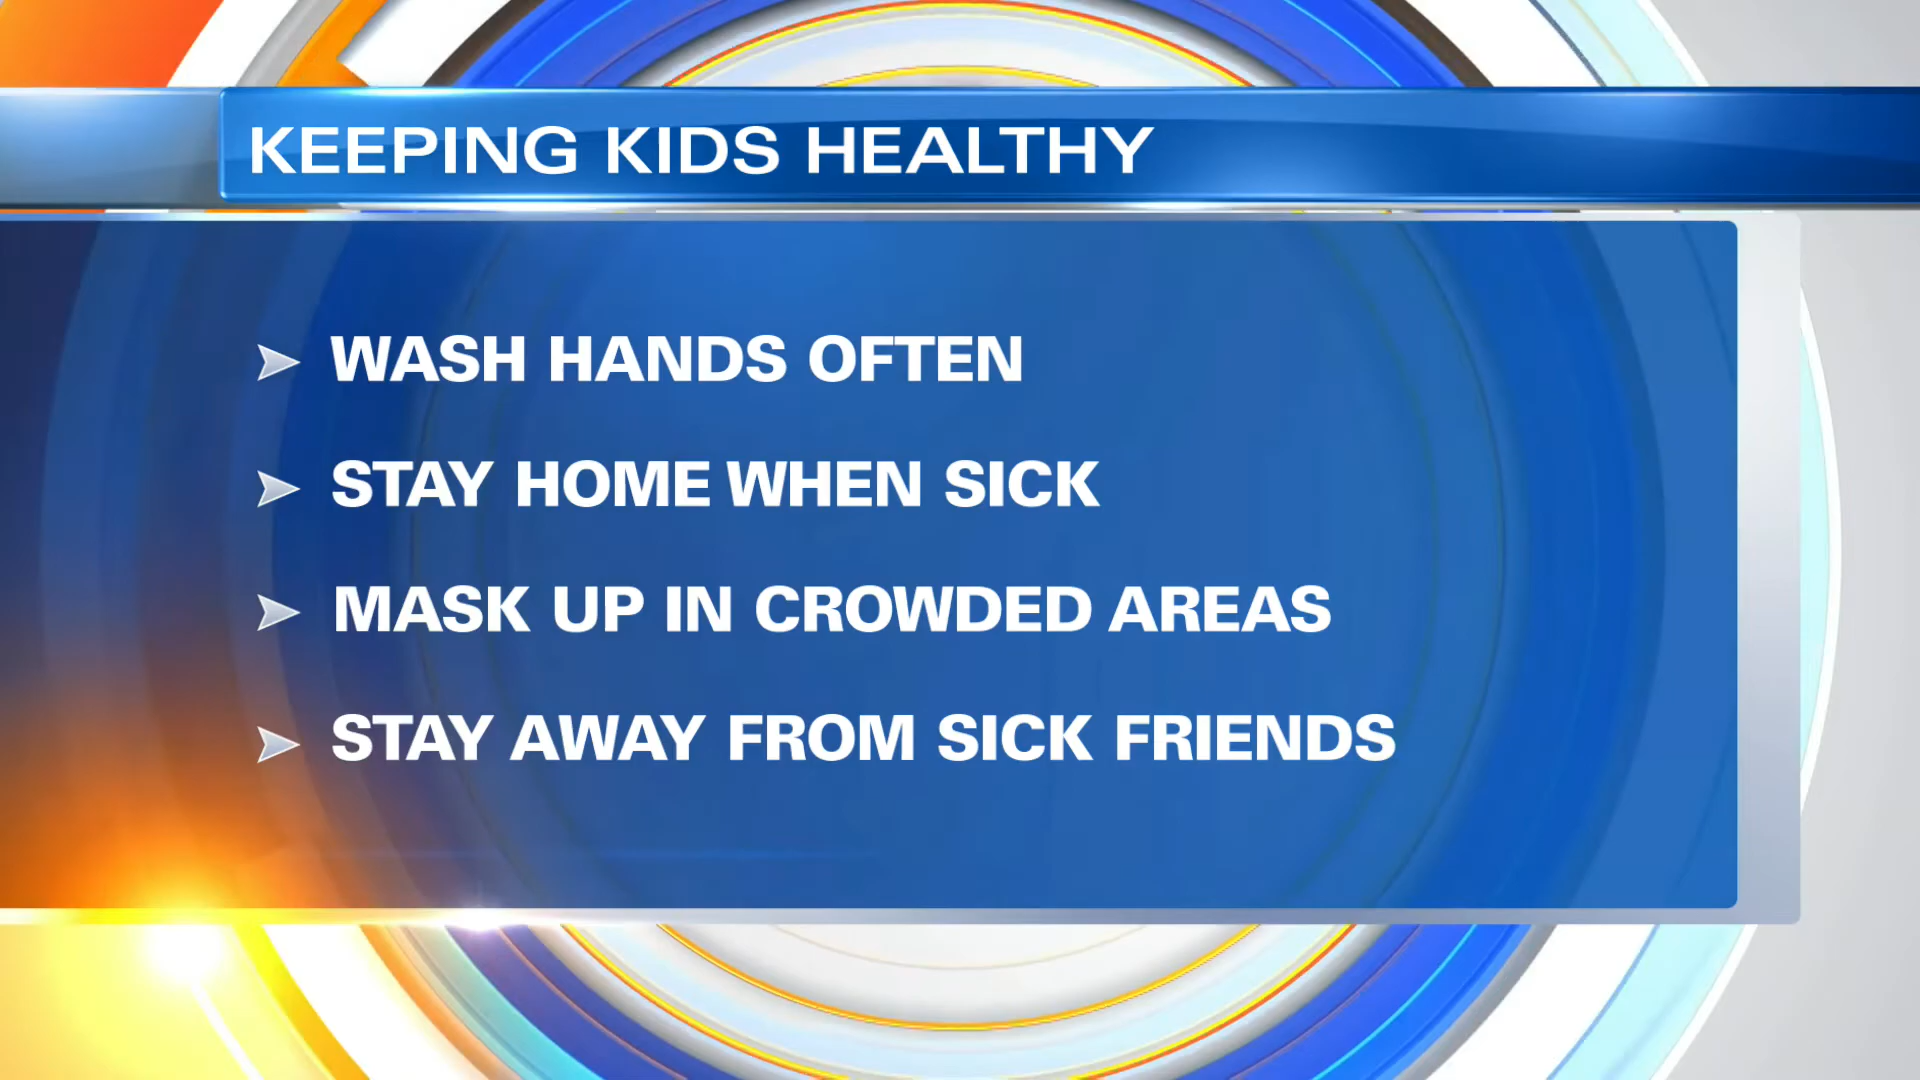 KEEPING KIDS HEALTHY
WASH HANDS OFTEN
STAY HOME WHEN SICK
MASK UP IN CROWDED AREAS
STAY AWAY FROM SICK FRIENDS